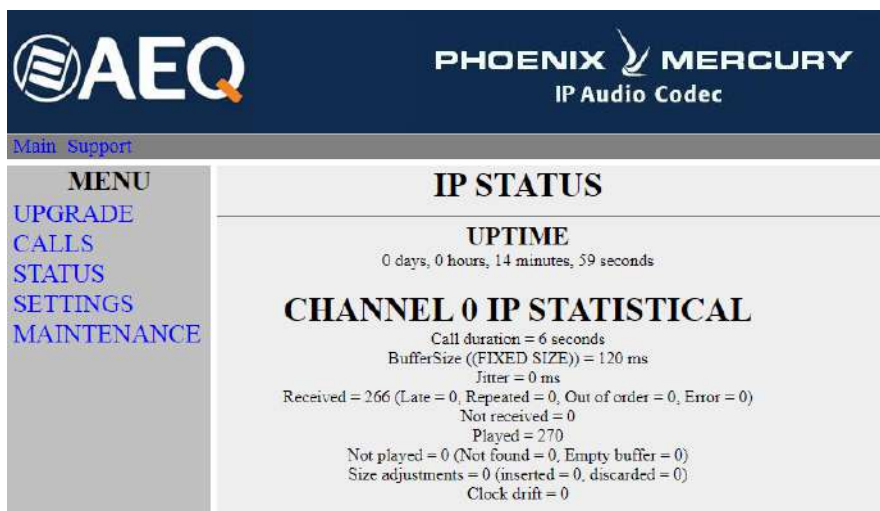 AEQ
PHOENIX MERCURY
IP Audio Codec
Main Support
MENU
UPGRADE
CALLS
STATUS
SETTINGS
MAINTENANCE
IP STATUS
UPTIME
0 days, 0 hours, 14 minutes, 59 seconds
CHANNEL 0 IP STATISTICAL
Call duration = 6 seconds
BufferSize ((FIXED SIZE)) = 120 ms
Jitter = 0 ms
Received = 266 (Late = 0, Repeated = 0, Out of order = 0, Error = 0)
Not received = 0
Played = 270
Not played = 0 (Not found = 0, Empty buffer = 0)
Size adjustments = 0 (inserted = 0, discarded = 0)
Clock drift = 0